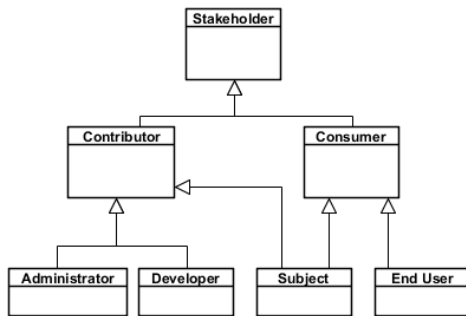 Stakeholder
Contributor
Consumer
Administrator
Developer
Subject
End User